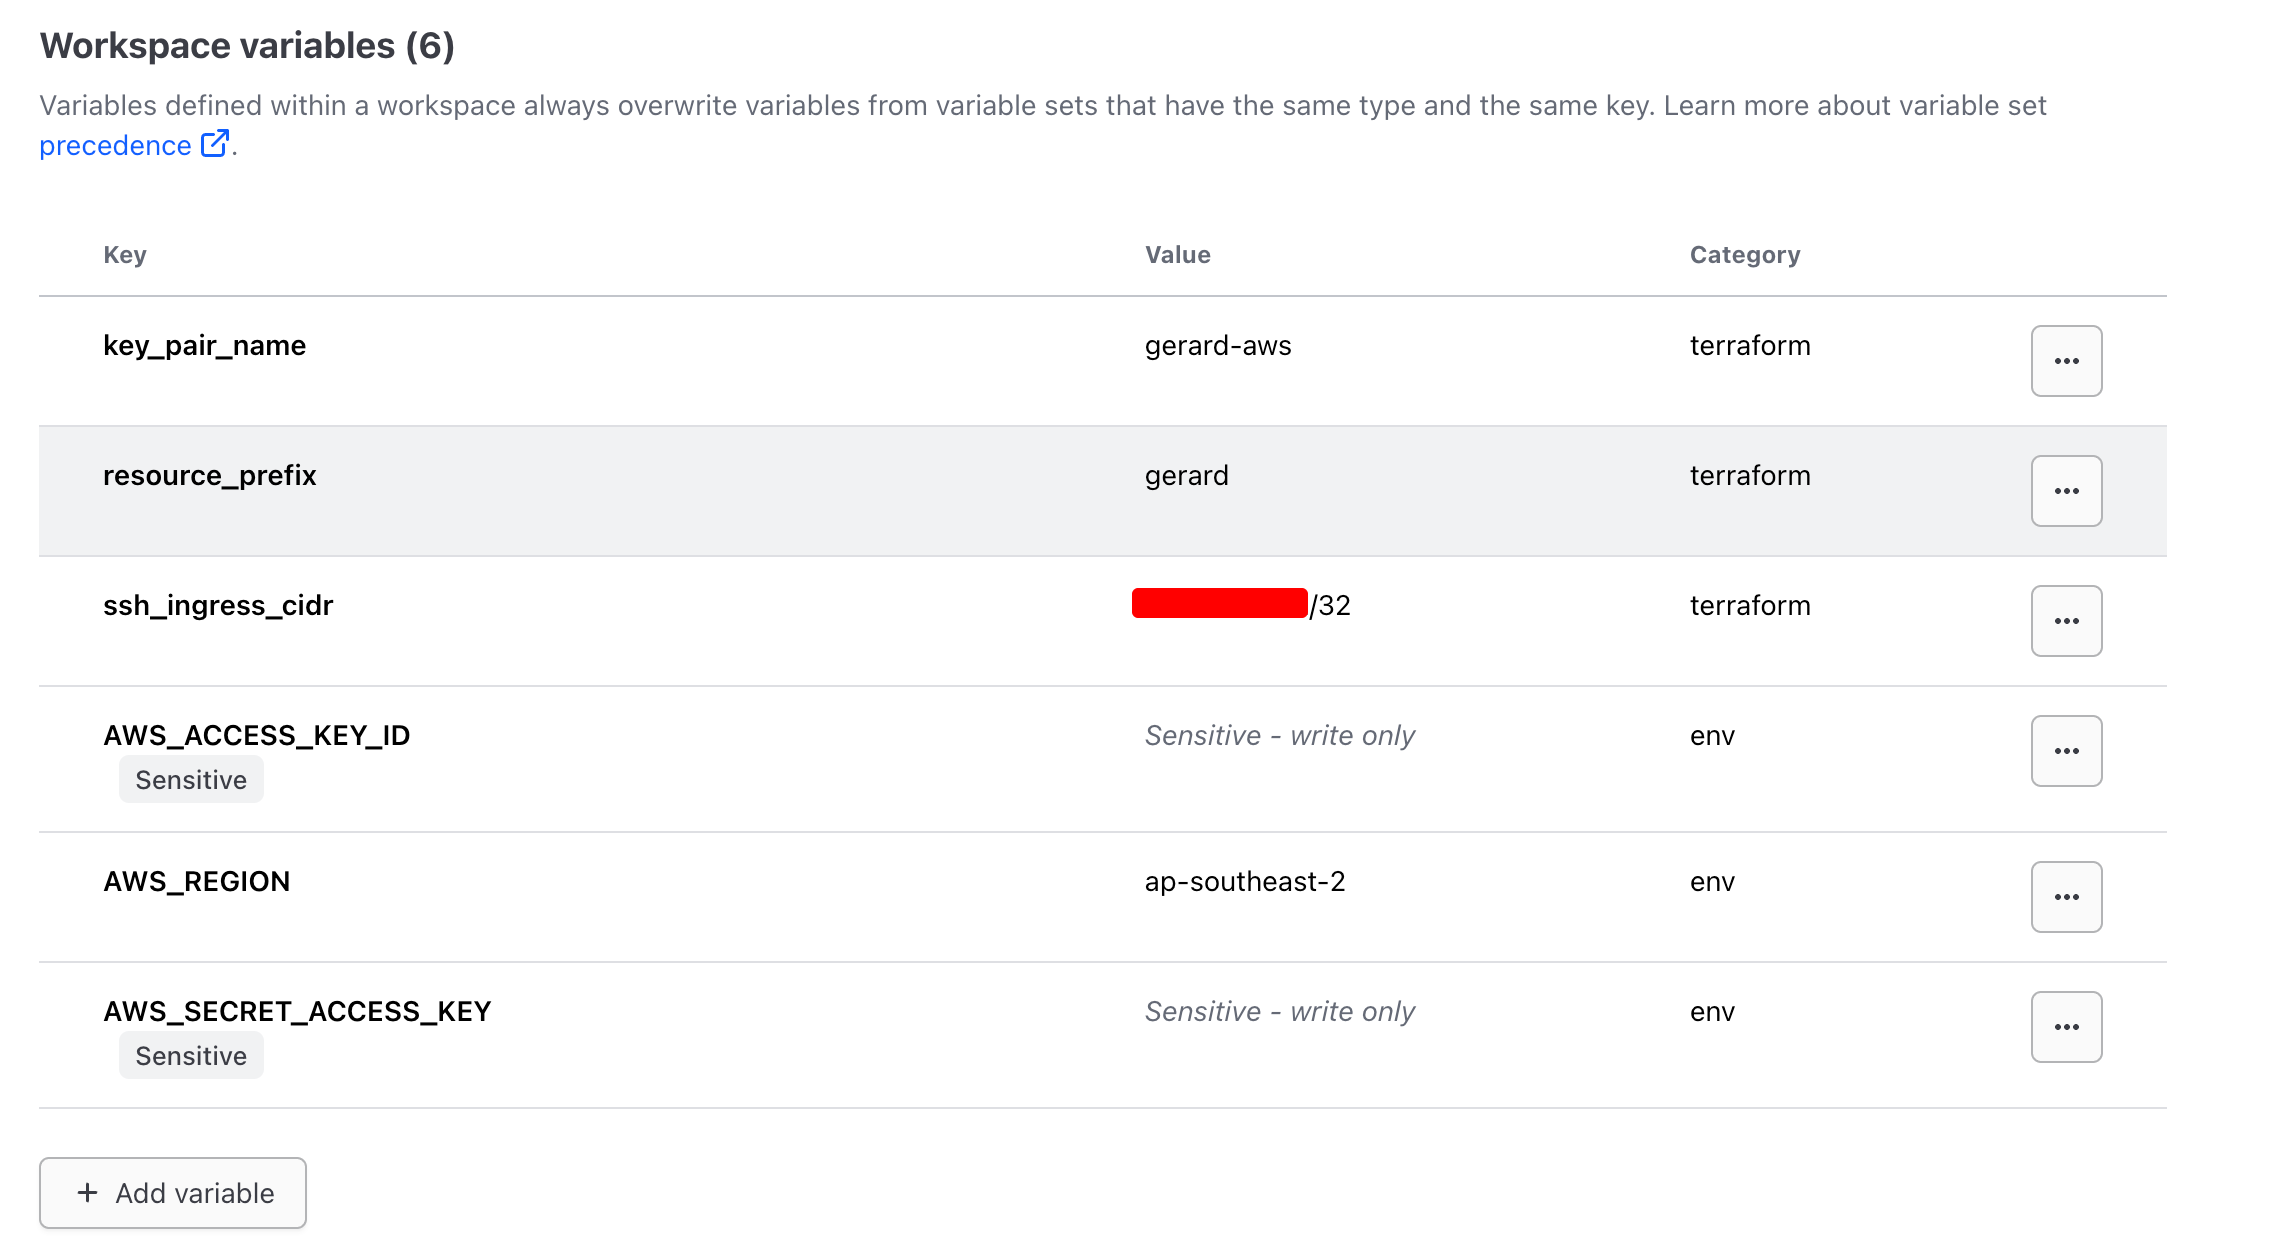 Workspace variables (6)
Variables defined within a workspace always overwrite variables from variable sets that have the same type and the same key. Learn more about variable set
precedence.
Key Value Category
key_pair_name gerard-aws terraform
resource_prefix gerard terraform
ssh_ingress_cidr /32 terraform
AWS_ACCESS_KEY_ID Sensitive - write only env
Sensitive
AWS_REGION ap-southeast-2 env
AWS_SECRET_ACCESS_KEY Sensitive - write only env
Sensitive
+ Add variable